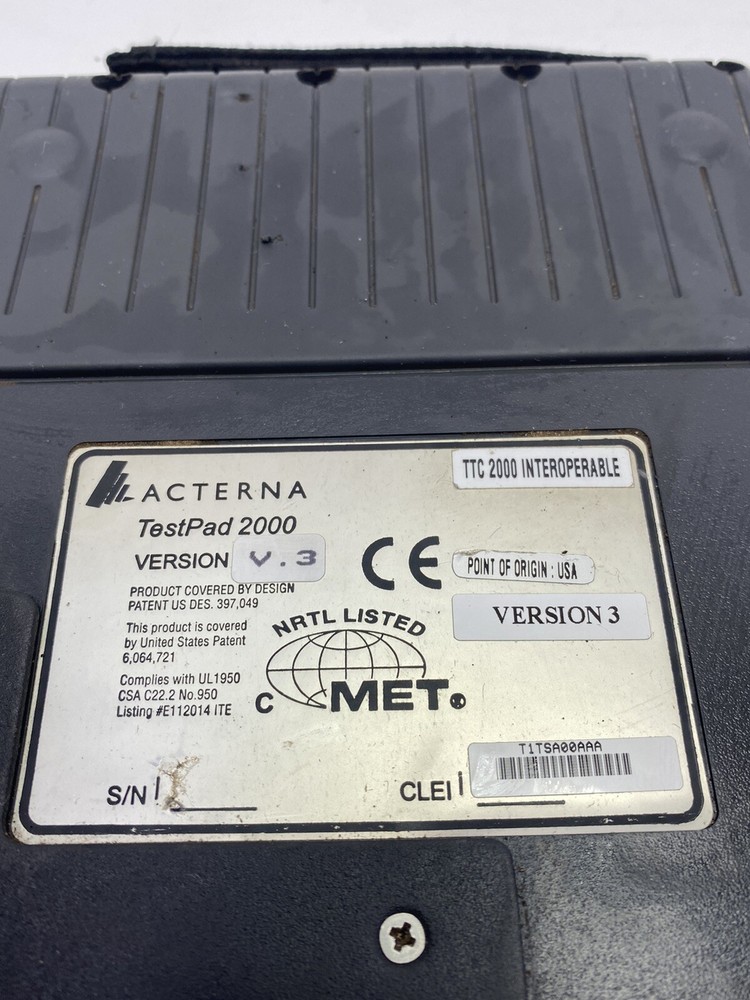 ACTERNA
TTC 2000 INTEROPERABLE
TestPad 2000
VERSION V.3
CE
POINT OF ORIGIN : USA
PRODUCT COVERED BY DESIGN
PATENT US DES. 397,049
VERSION 3
This product is covered
by United States Patent
6,064,721
NRTL LISTED
C MET
Complies with UL1950
CSA C22.2 No.950
Listing #E112014 ITE
T1TSA00AAA
S/N
CLEI